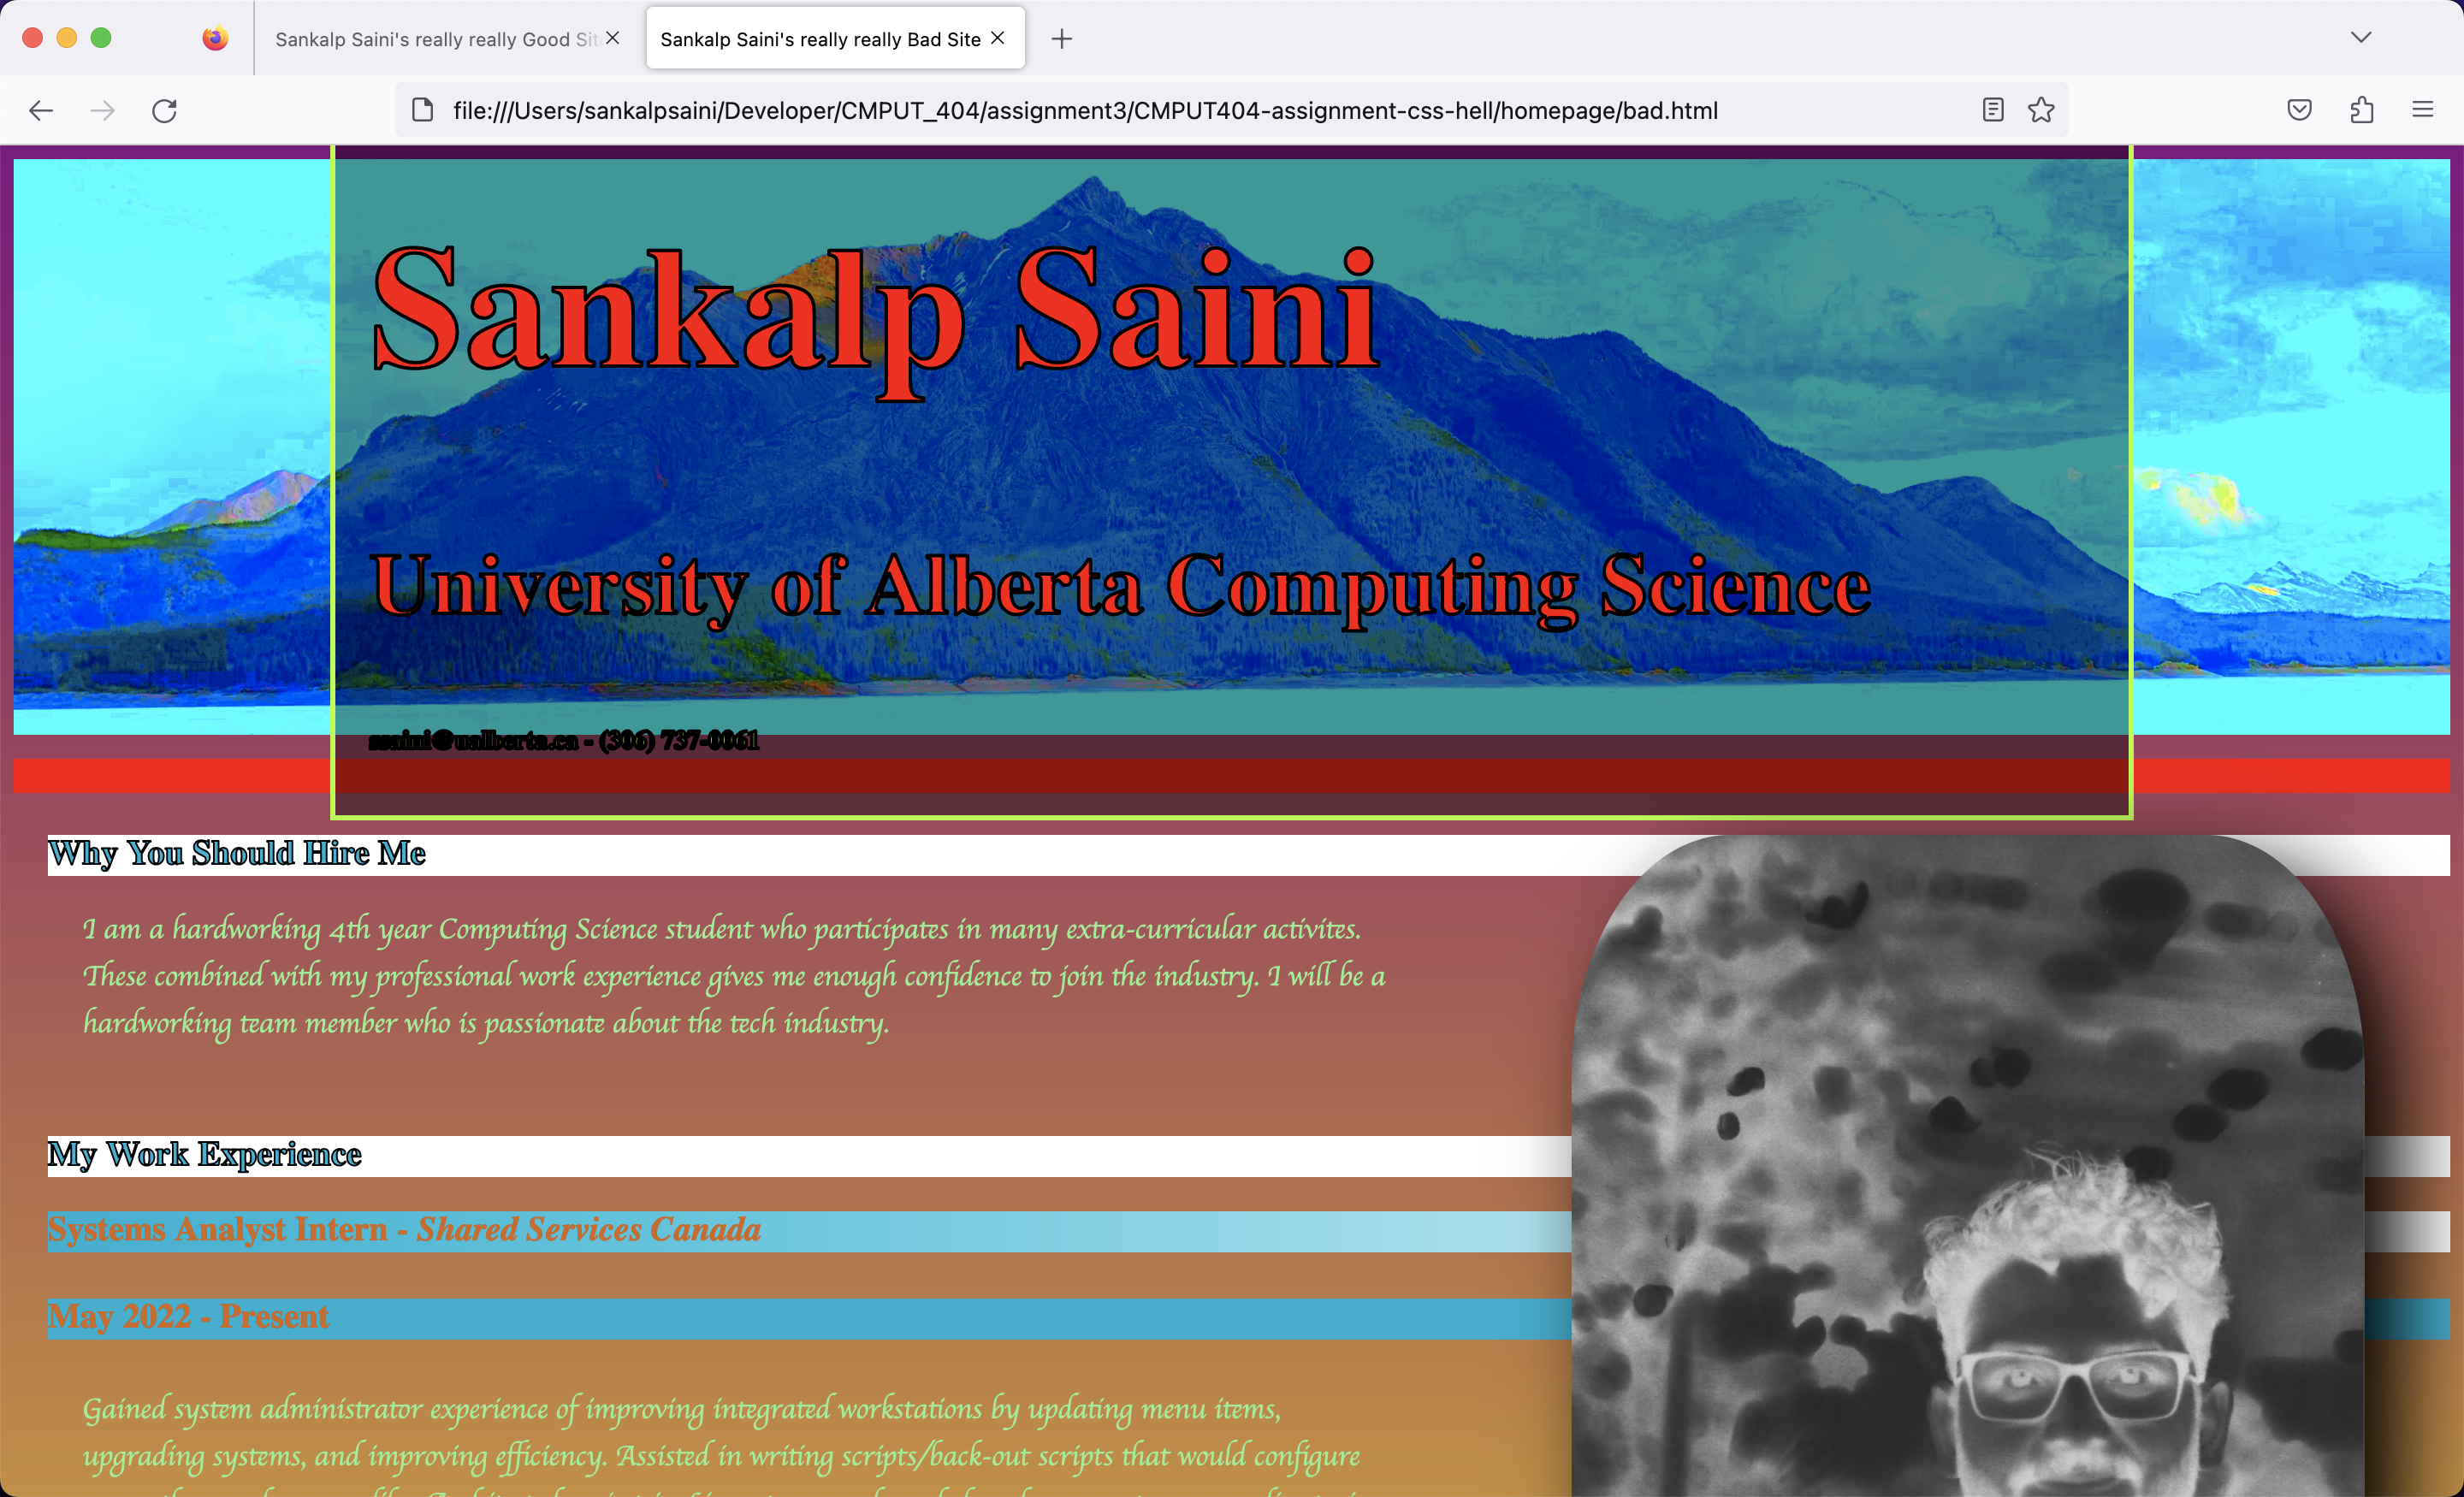 Sankalp Saini's really really Good Sit
Sankalp Saini's really really Bad Site
file:///Users/sankalpsaini/Developer/CMPUT_404/assignment3/CMPUT404-assignment-css-hell/homepage/bad.html
Sankalp Saini
University of Alberta Computing Science
ssaini@ualberta.ca - (306) 737-0061
Why You Should Hire Me
I am a hardworking 4th year Computing Science student who participates in many extra-curricular activites.
These combined with my professional work experience gives me enough confidence to join the industry. I will be a
hardworking team member who is passionate about the tech industry.
My Work Experience
Systems Analyst Intern - Shared Services Canada
May 2022 - Present
Gained system administrator experience of improving integrated workstations by updating menu items,
upgrading systems, and improving efficiency. Assisted in writing scripts/back-out scripts that would configure